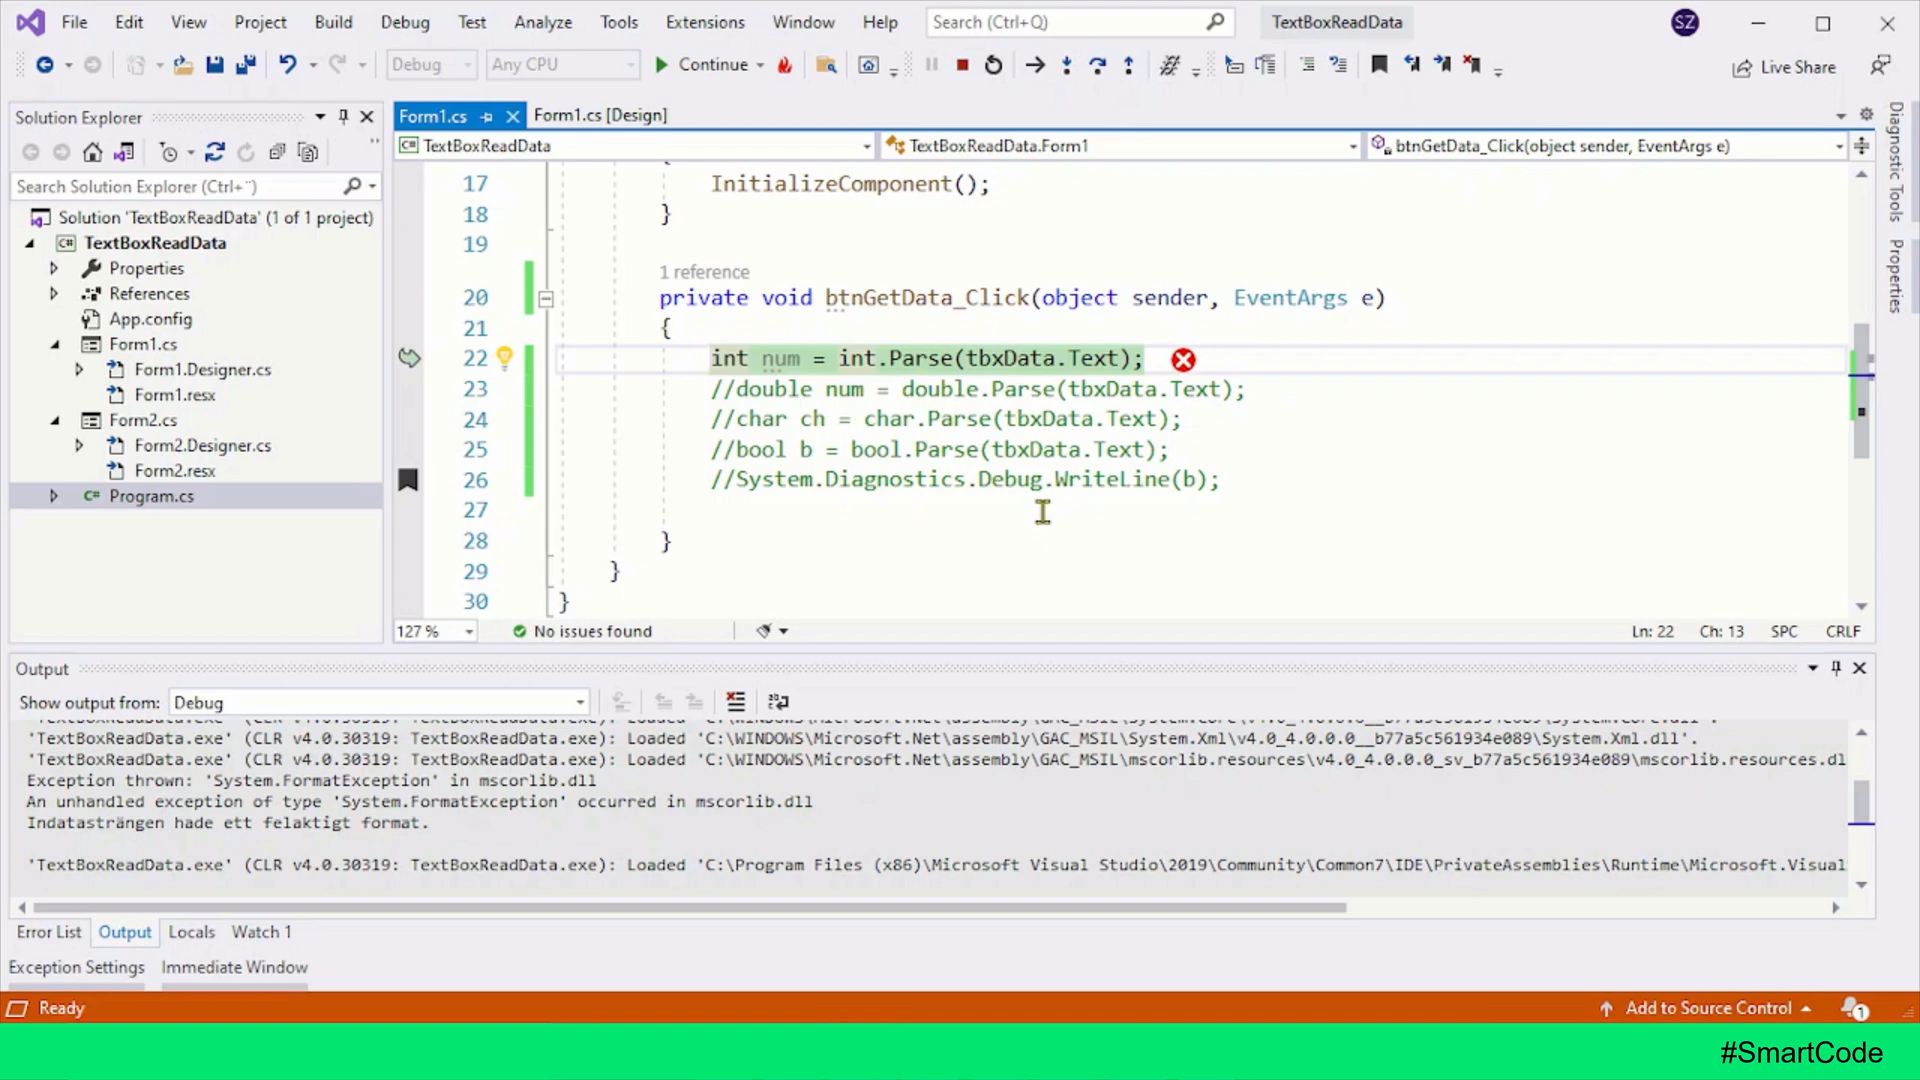 File Edit View Project Build Debug Test Analyze Tools Extensions Window Help Search (Ctrl+Q) TextBoxReadData SZ
Debug Any CPU Continue Live Share
Solution Explorer
Search Solution Explorer (Ctrl+¨)
Solution 'TextBoxReadData' (1 of 1 project)
TextBoxReadData
Properties
References
App.config
Form1.cs
Form1.Designer.cs
Form1.resx
Form2.cs
Form2.Designer.cs
Form2.resx
Program.cs
Form1.cs Form1.cs [Design]
TextBoxReadData TextBoxReadData.Form1 btnGetData_Click(object sender, EventArgs e)
{
17 InitializeComponent();
18 }
19
1 reference
20 private void btnGetData_Click(object sender, EventArgs e)
21 {
22 int num = int.Parse(tbxData.Text);
23 //double num = double.Parse(tbxData.Text);
24 //char ch = char.Parse(tbxData.Text);
25 //bool b = bool.Parse(tbxData.Text);
26 //System.Diagnostics.Debug.WriteLine(b);
27
28 }
29 }
30 }
127 % No issues found Ln: 22 Ch: 13 SPC CRLF
Diagnostic Tools
Properties
Output
Show output from: Debug
'TextBoxReadData.exe' (CLR v4.0.30319: TextBoxReadData.exe): Loaded 'C:\WINDOWS\Microsoft.Net\assembly\GAC_MSIL\System.Xml\v4.0_4.0.0.0__b77a5c561934e089\System.Xml.dll'.
'TextBoxReadData.exe' (CLR v4.0.30319: TextBoxReadData.exe): Loaded 'C:\WINDOWS\Microsoft.Net\assembly\GAC_MSIL\mscorlib.resources\v4.0_4.0.0.0_sv_b77a5c561934e089\mscorlib.resources.dl
Exception thrown: 'System.FormatException' in mscorlib.dll
An unhandled exception of type 'System.FormatException' occurred in mscorlib.dll
Indatasträngen hade ett felaktigt format.
'TextBoxReadData.exe' (CLR v4.0.30319: TextBoxReadData.exe): Loaded 'C:\Program Files (x86)\Microsoft Visual Studio\2019\Community\Common7\IDE\PrivateAssemblies\Runtime\Microsoft.Visual
Error List Output Locals Watch 1
Exception Settings Immediate Window
Ready Add to Source Control 1
#SmartCode